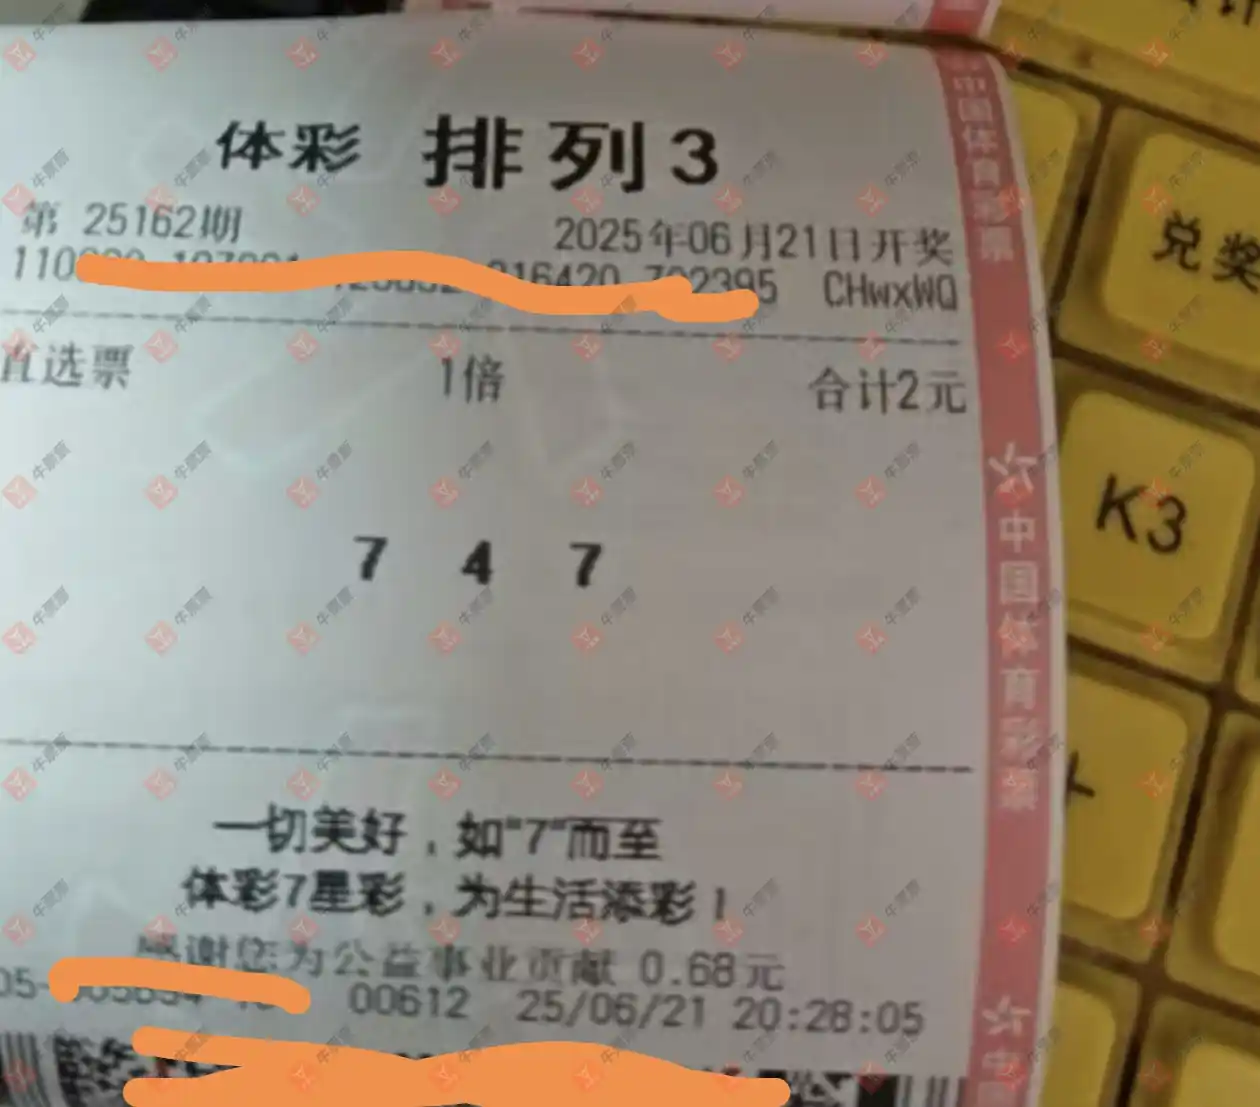 体彩 排列3
第 25162期 2025年06月21日开奖
CHwxWQ
直选票 1倍 合计2元
7 4 7
一切美好，如“7”而至
体彩7星彩，为生活添彩！
感谢您为公益事业贡献 0.68元
00612 25/06/21 20:28:05
中国体育彩票
中国体育彩票
兑奖
K3
+
牛票票